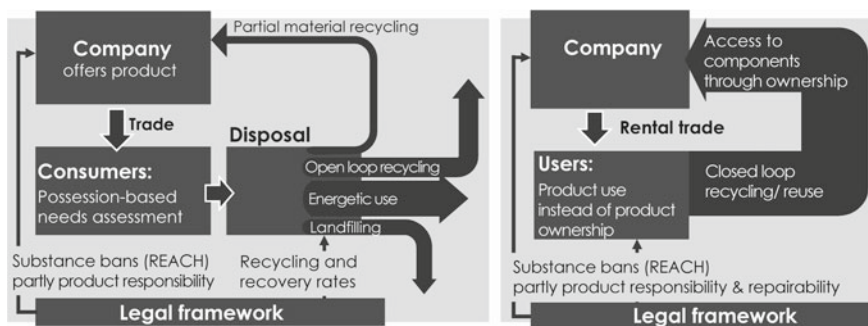 Partial material recycling
Company
offers product
Trade
Disposal
Consumers:
Possession-based
needs assessment
Open loop recycling
Energetic use
Landfilling
Substance bans (REACH)
partly product responsibility
Recycling and
recovery rates
Legal framework
Company
Access to
components
through ownership
Rental trade
Users:
Product use
instead of product
ownership
Closed loop
recycling/ reuse
Substance bans (REACH)
partly product responsibility & repairability
Legal framework